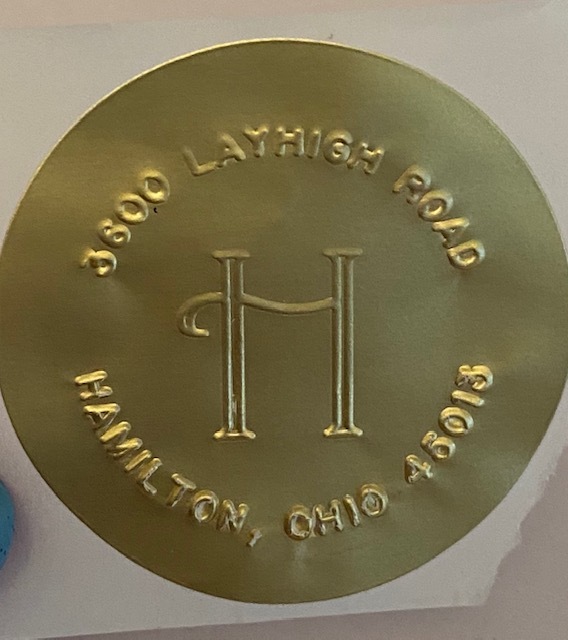 3600 LAYHIGH ROAD
H
HAMILTON, OHIO 45013